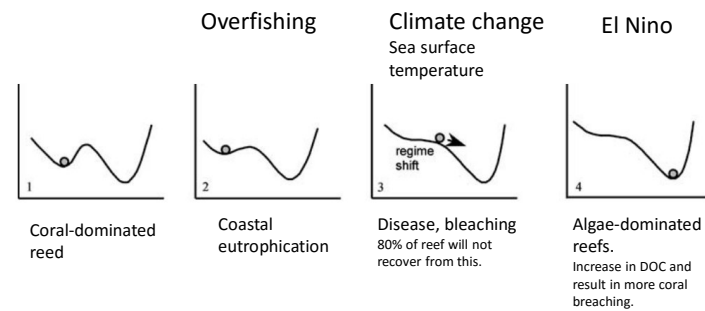 Overfishing
Climate change
Sea surface
temperature
El Nino
1
2
regime
shift
3
4
Coral-dominated
reed
Coastal
eutrophication
Disease, bleaching
80% of reef will not
recover from this.
Algae-dominated
reefs.
Increase in DOC and
result in more coral
breaching.